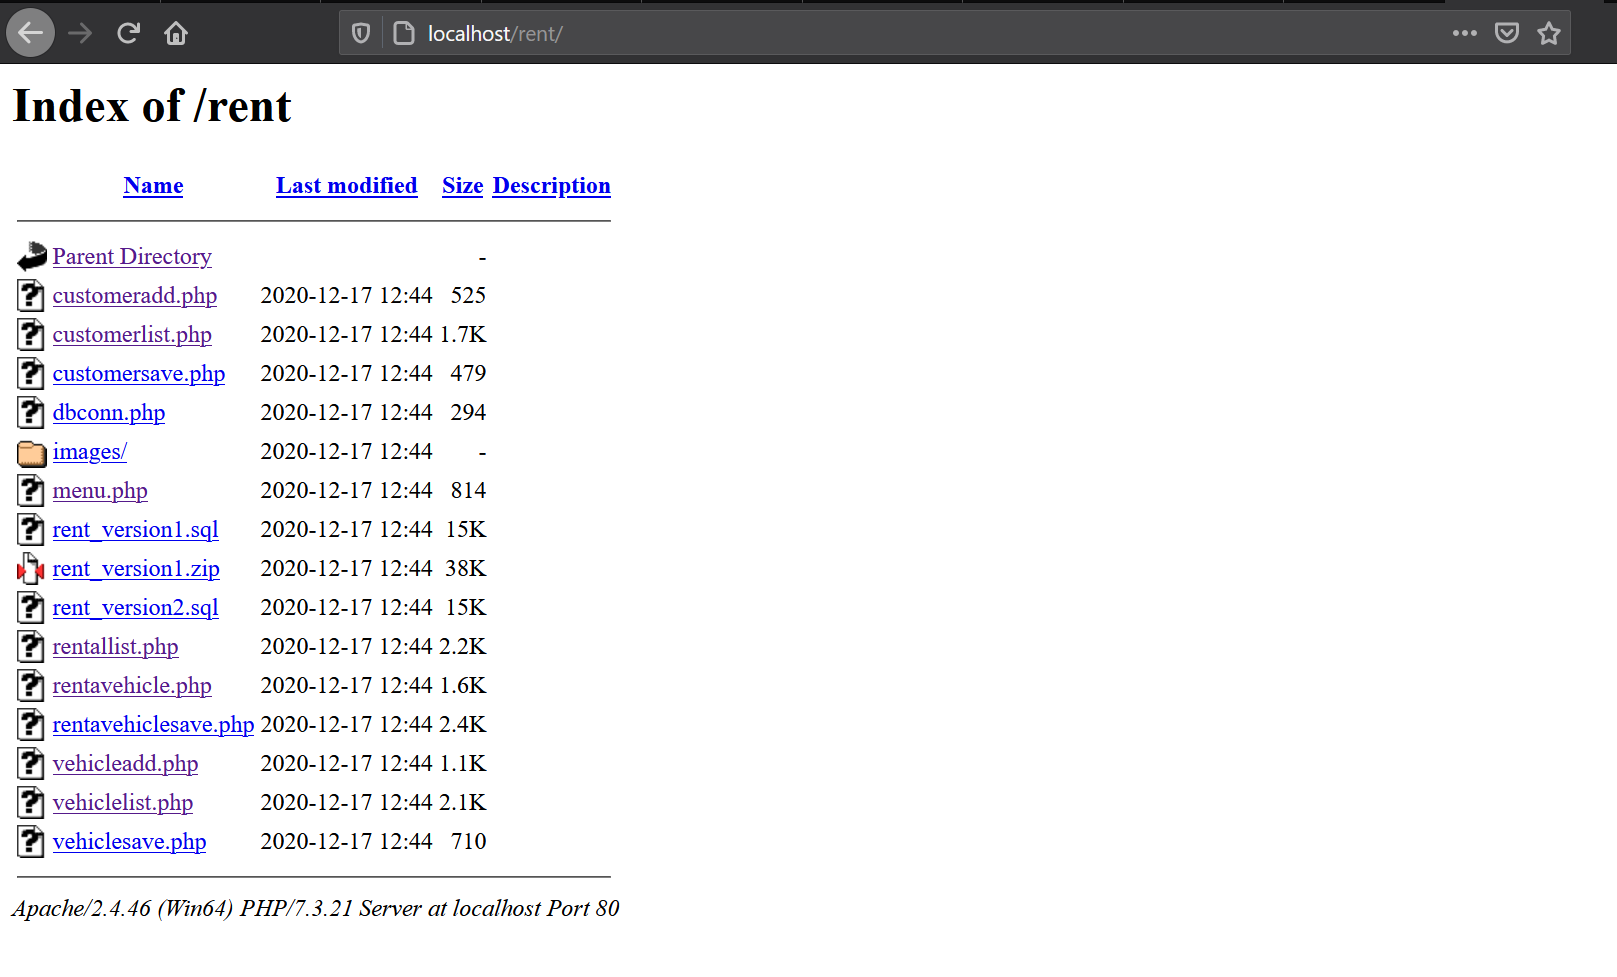 localhost/rent/
Index of /rent
Name Last modified Size Description
Parent Directory -
customeradd.php 2020-12-17 12:44 525
customerlist.php 2020-12-17 12:44 1.7K
customersave.php 2020-12-17 12:44 479
dbconn.php 2020-12-17 12:44 294
images/ 2020-12-17 12:44 -
menu.php 2020-12-17 12:44 814
rent_version1.sql 2020-12-17 12:44 15K
rent_version1.zip 2020-12-17 12:44 38K
rent_version2.sql 2020-12-17 12:44 15K
rentallist.php 2020-12-17 12:44 2.2K
rentavehicle.php 2020-12-17 12:44 1.6K
rentavehiclesave.php 2020-12-17 12:44 2.4K
vehicleadd.php 2020-12-17 12:44 1.1K
vehiclelist.php 2020-12-17 12:44 2.1K
vehiclesave.php 2020-12-17 12:44 710
Apache/2.4.46 (Win64) PHP/7.3.21 Server at localhost Port 80